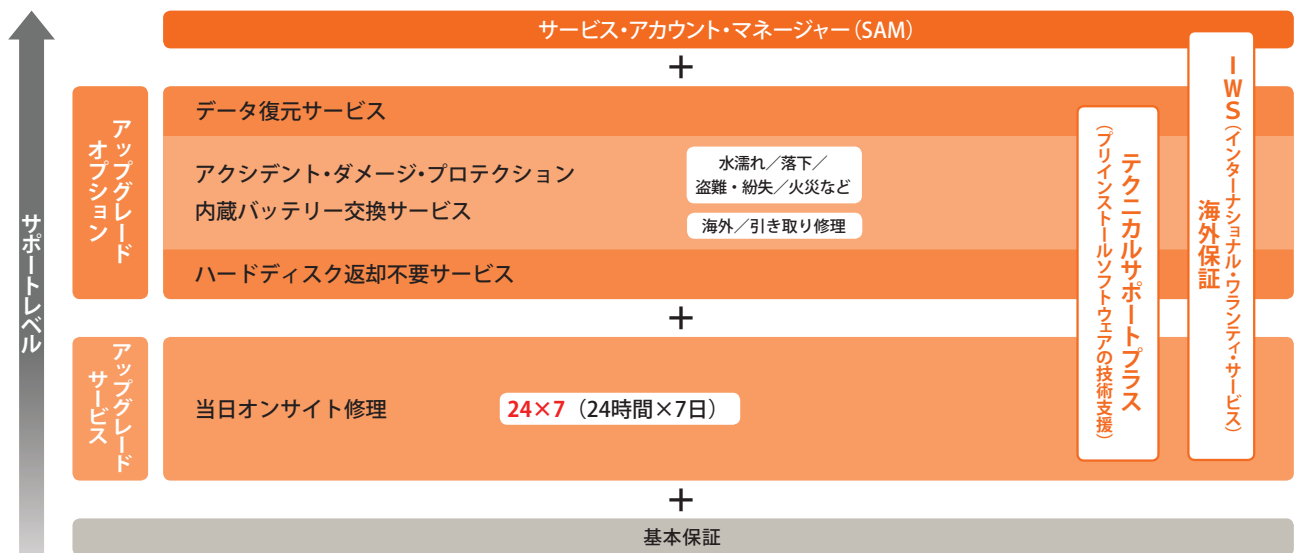 サービス・アカウント・マネージャー（SAM）
＋
アップグレード
オプション
データ復元サービス
アクシデント・ダメージ・プロテクション
内蔵バッテリー交換サービス
水濡れ／落下／
盗難・紛失／火災など
海外／引き取り修理
ハードディスク返却不要サービス
＋
アップグレード
サービス
当日オンサイト修理
24×7（24時間×7日）
＋
基本保証
テクニカルサポートプラス
（プリインストールソフトウェアの技術支援）
IWS（インターナショナル・ワランティ・サービス）
海外保証
サポートレベル